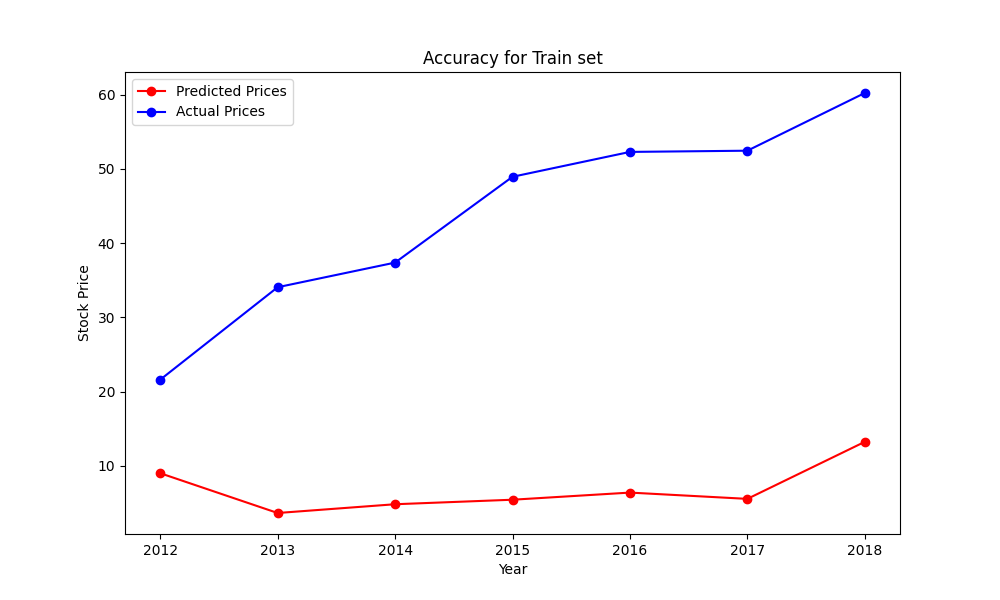 Accuracy for Train set
Predicted Prices
Actual Prices
60
50
40
30
20
10
Stock Price
2012 2013 2014 2015 2016 2017 2018
Year